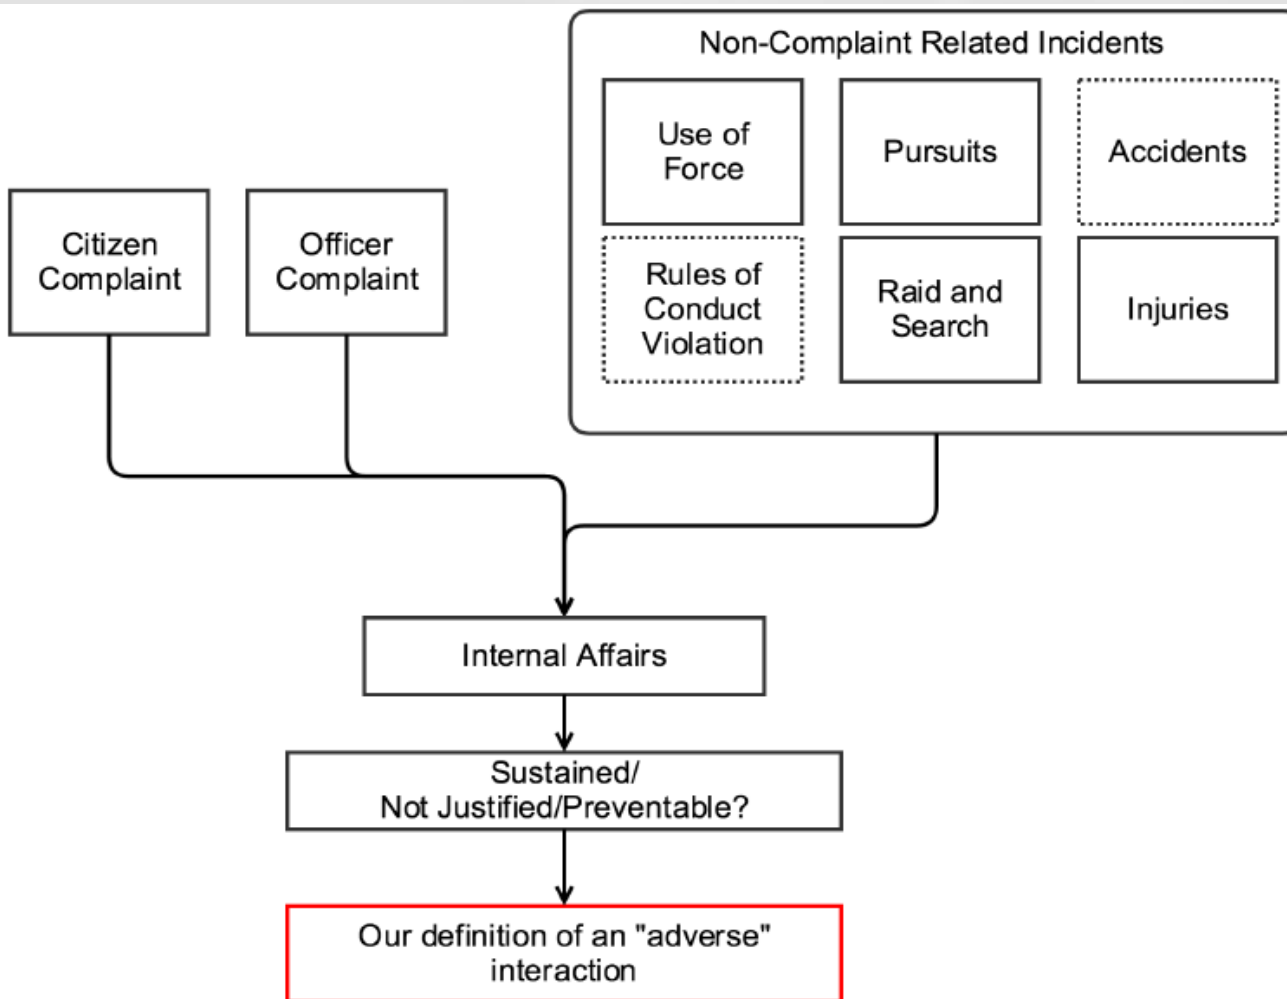 Non-Complaint Related Incidents
Use of
Force
Pursuits
Accidents
Citizen
Complaint
Officer
Complaint
Rules of
Conduct
Violation
Raid and
Search
Injuries
Internal Affairs
Sustained/
Not Justified/Preventable?
Our definition of an "adverse"
interaction